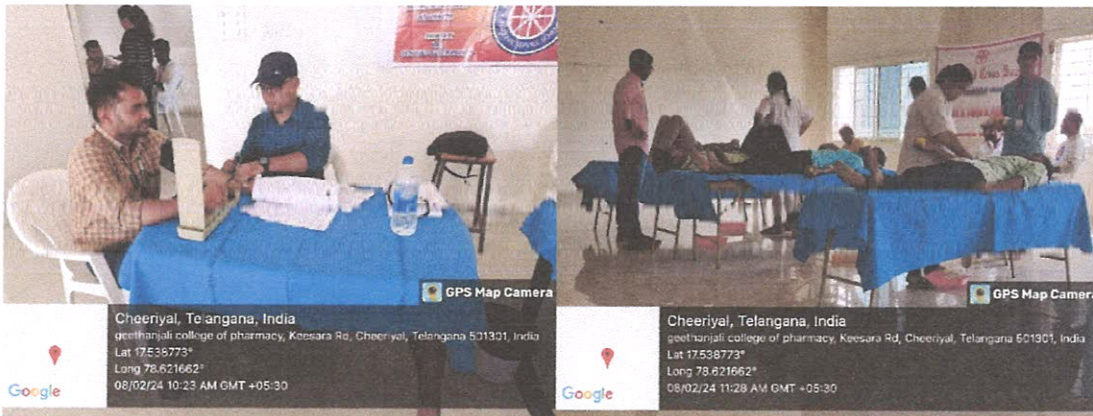 GPS Map Camera
Cheeriyal, Telangana, India
geethanjali college of pharmacy, Keesara Rd, Cheeriyal, Telangana 501301, India
Lat 17.538773°
Long 78.621662°
08/02/24 10:23 AM GMT +05:30
Google
GPS Map Camera
Cheeriyal, Telangana, India
geethanjali college of pharmacy, Keesara Rd, Cheeriyal, Telangana 501301, India
Lat 17.538773°
Long 78.621662°
08/02/24 11:28 AM GMT +05:30
Google